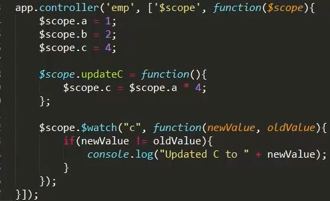 app.controller('emp', ['$scope', function($scope){
    $scope.a = 1;
    $scope.b = 2;
    $scope.c = 4;

    $scope.updateC = function(){
        $scope.c = $scope.a * 4;
    };

    $scope.$watch("c", function(newValue, oldValue){
        if(newValue != oldValue){
            console.log("Updated C to " + newValue);
        }
    });
}]);